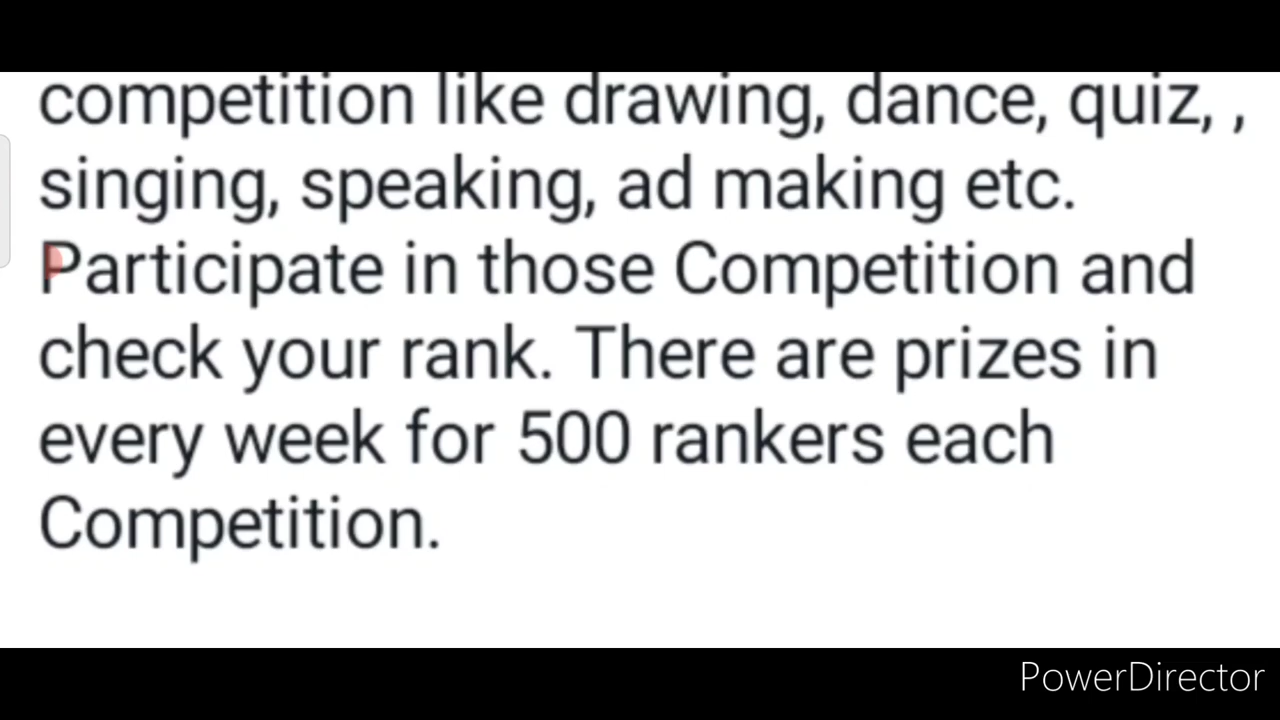 competition like drawing, dance, quiz, ,
singing, speaking, ad making etc.
Participate in those Competition and
check your rank. There are prizes in
every week for 500 rankers each
Competition.
PowerDirector